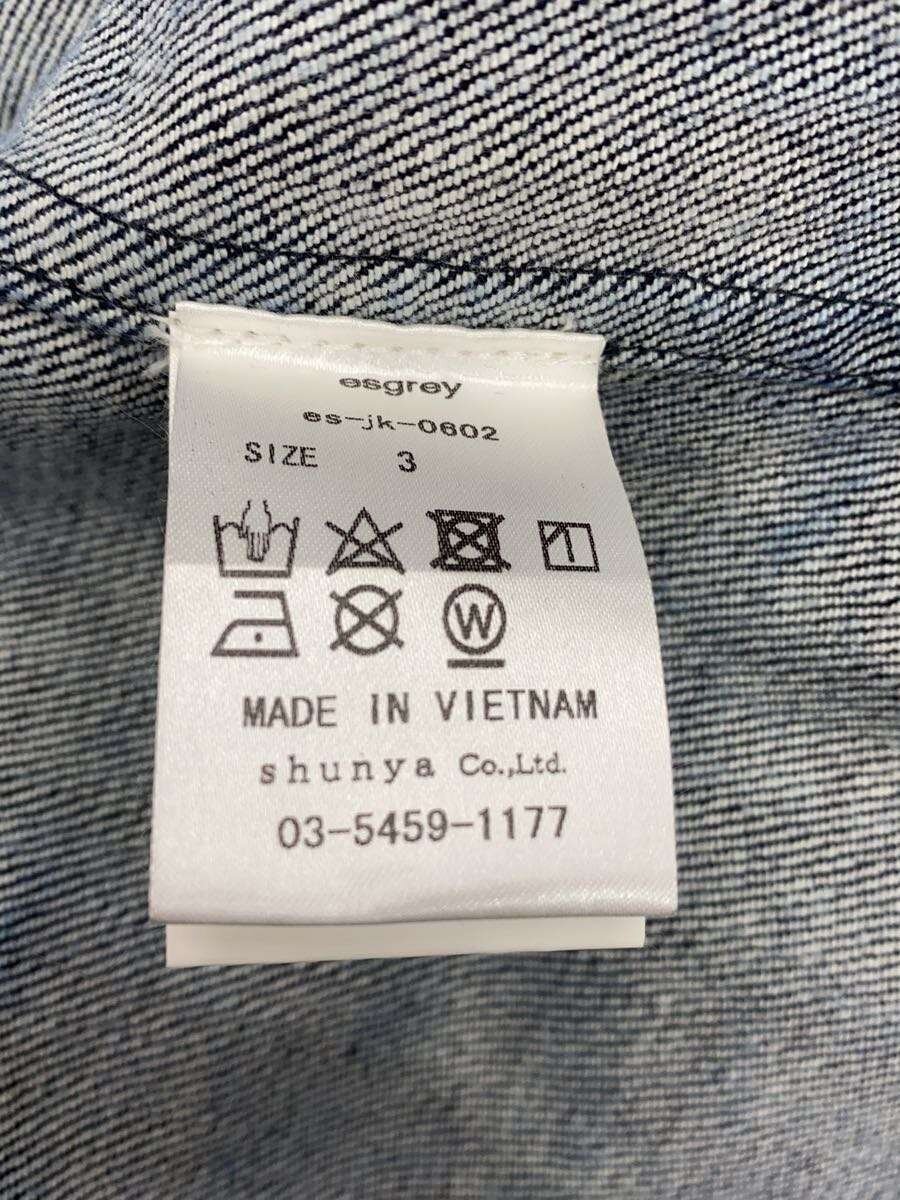 esgrey
es-jk-0602
SIZE 3
W
MADE IN VIETNAM
shunya Co.,Ltd.
03-5459-1177